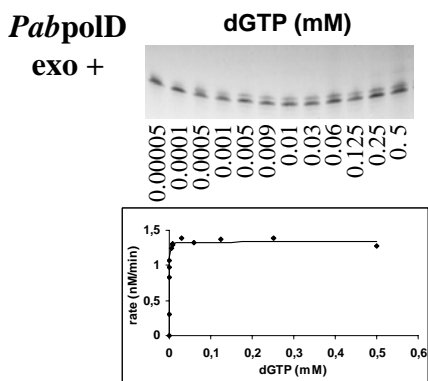 PabpolD
exo +
dGTP (mM)
0.00005
0.0001
0.0005
0.001
0.005
0.009
0.01
0.03
0.06
0.125
0.25
0. 5
1,5
1
0,5
0
rate (nM/min)
0 0,1 0,2 0,3 0,4 0,5 0,6
dGTP (mM)